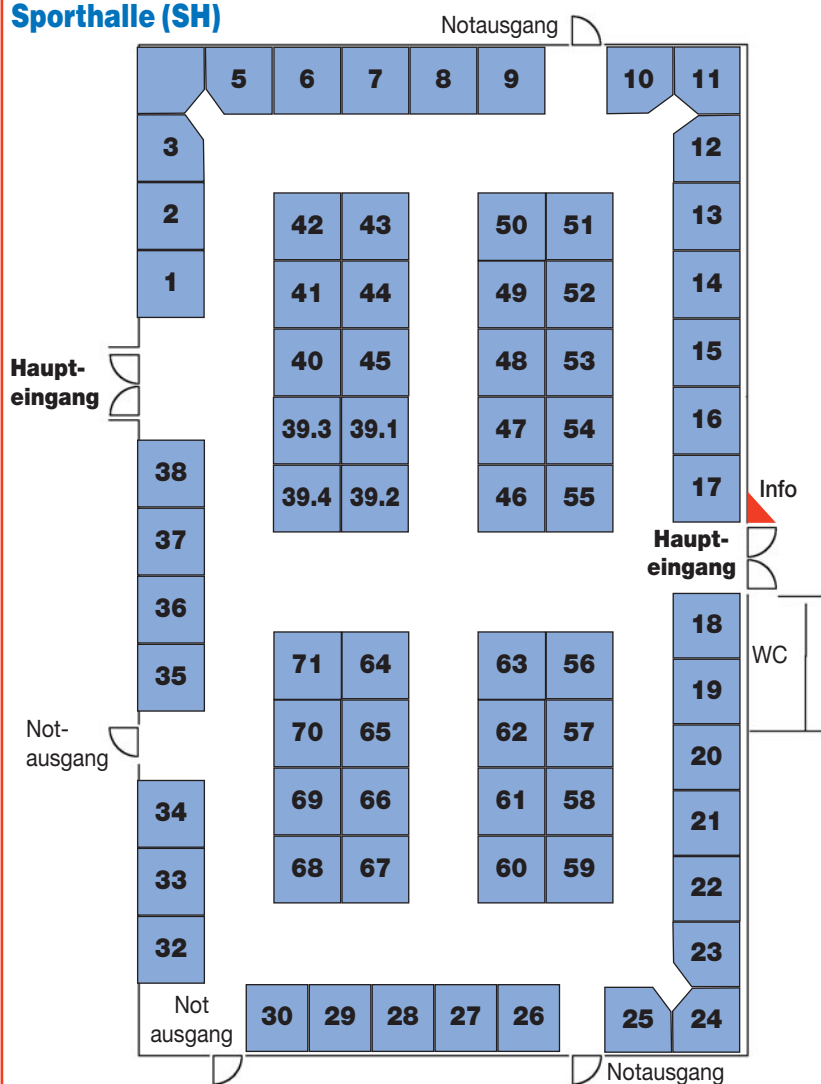 Sporthalle (SH)
Notausgang
5 6 7 8 9 10 11
3 12
2 42 43 50 51 13
1 41 44 49 52 14
Haupt-
eingang
40 45 48 53 15
39.3 39.1 47 54 16
38 39.4 39.2 46 55 17 Info
37
Haupt-
eingang
36 18
35 71 64 63 56 WC
19
Not-
ausgang
70 65 62 57 20
34 69 66 61 58 21
33 68 67 60 59 22
32 23
Not
ausgang
30 29 28 27 26 25 24
Notausgang